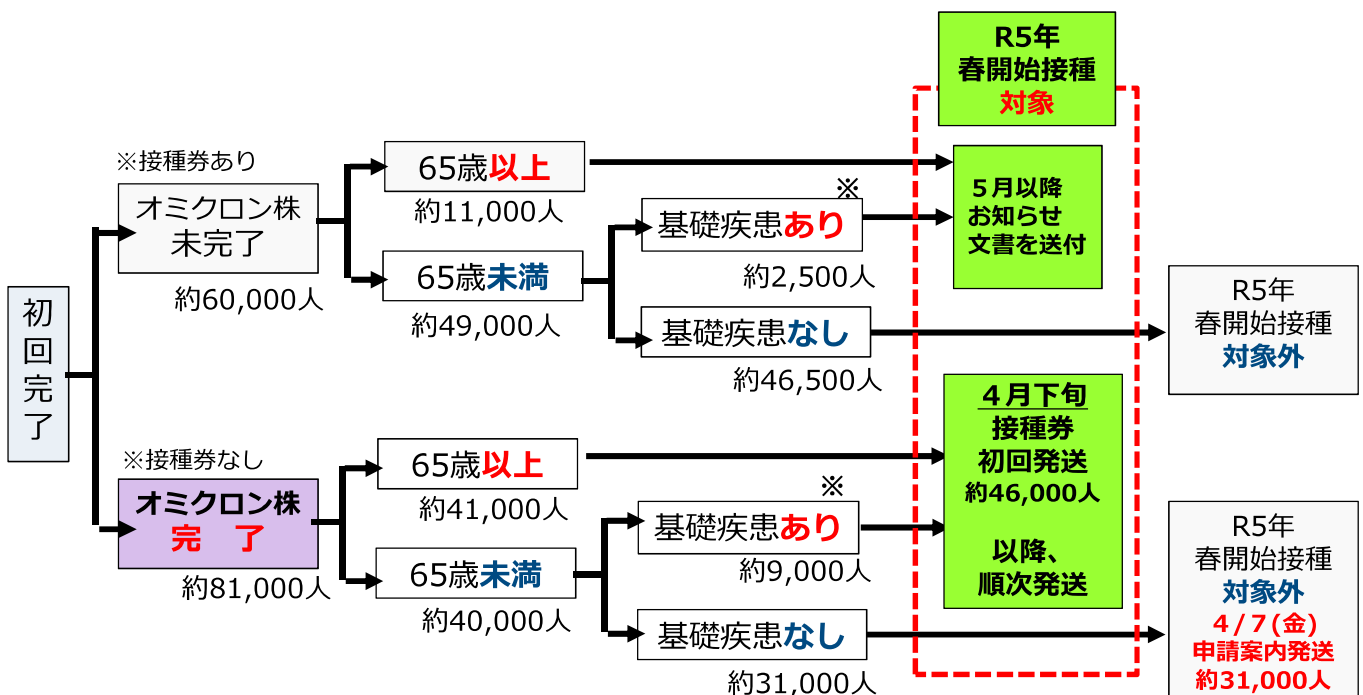 R5年
春開始接種
対象
※接種券あり
オミクロン株
未完了
約60,000人
65歳以上
約11,000人
65歳未満
約49,000人
※
基礎疾患あり
約2,500人
基礎疾患なし
約46,500人
５月以降
お知らせ
文書を送付
R5年
春開始接種
対象外
初
回
完
了
※接種券なし
オミクロン株
完　了
約81,000人
65歳以上
約41,000人
65歳未満
約40,000人
※
基礎疾患あり
約9,000人
基礎疾患なし
約31,000人
４月下旬
接種券
初回発送
約46,000人
以降、
順次発送
R5年
春開始接種
対象外
４/７(金)
申請案内発送
約31,000人